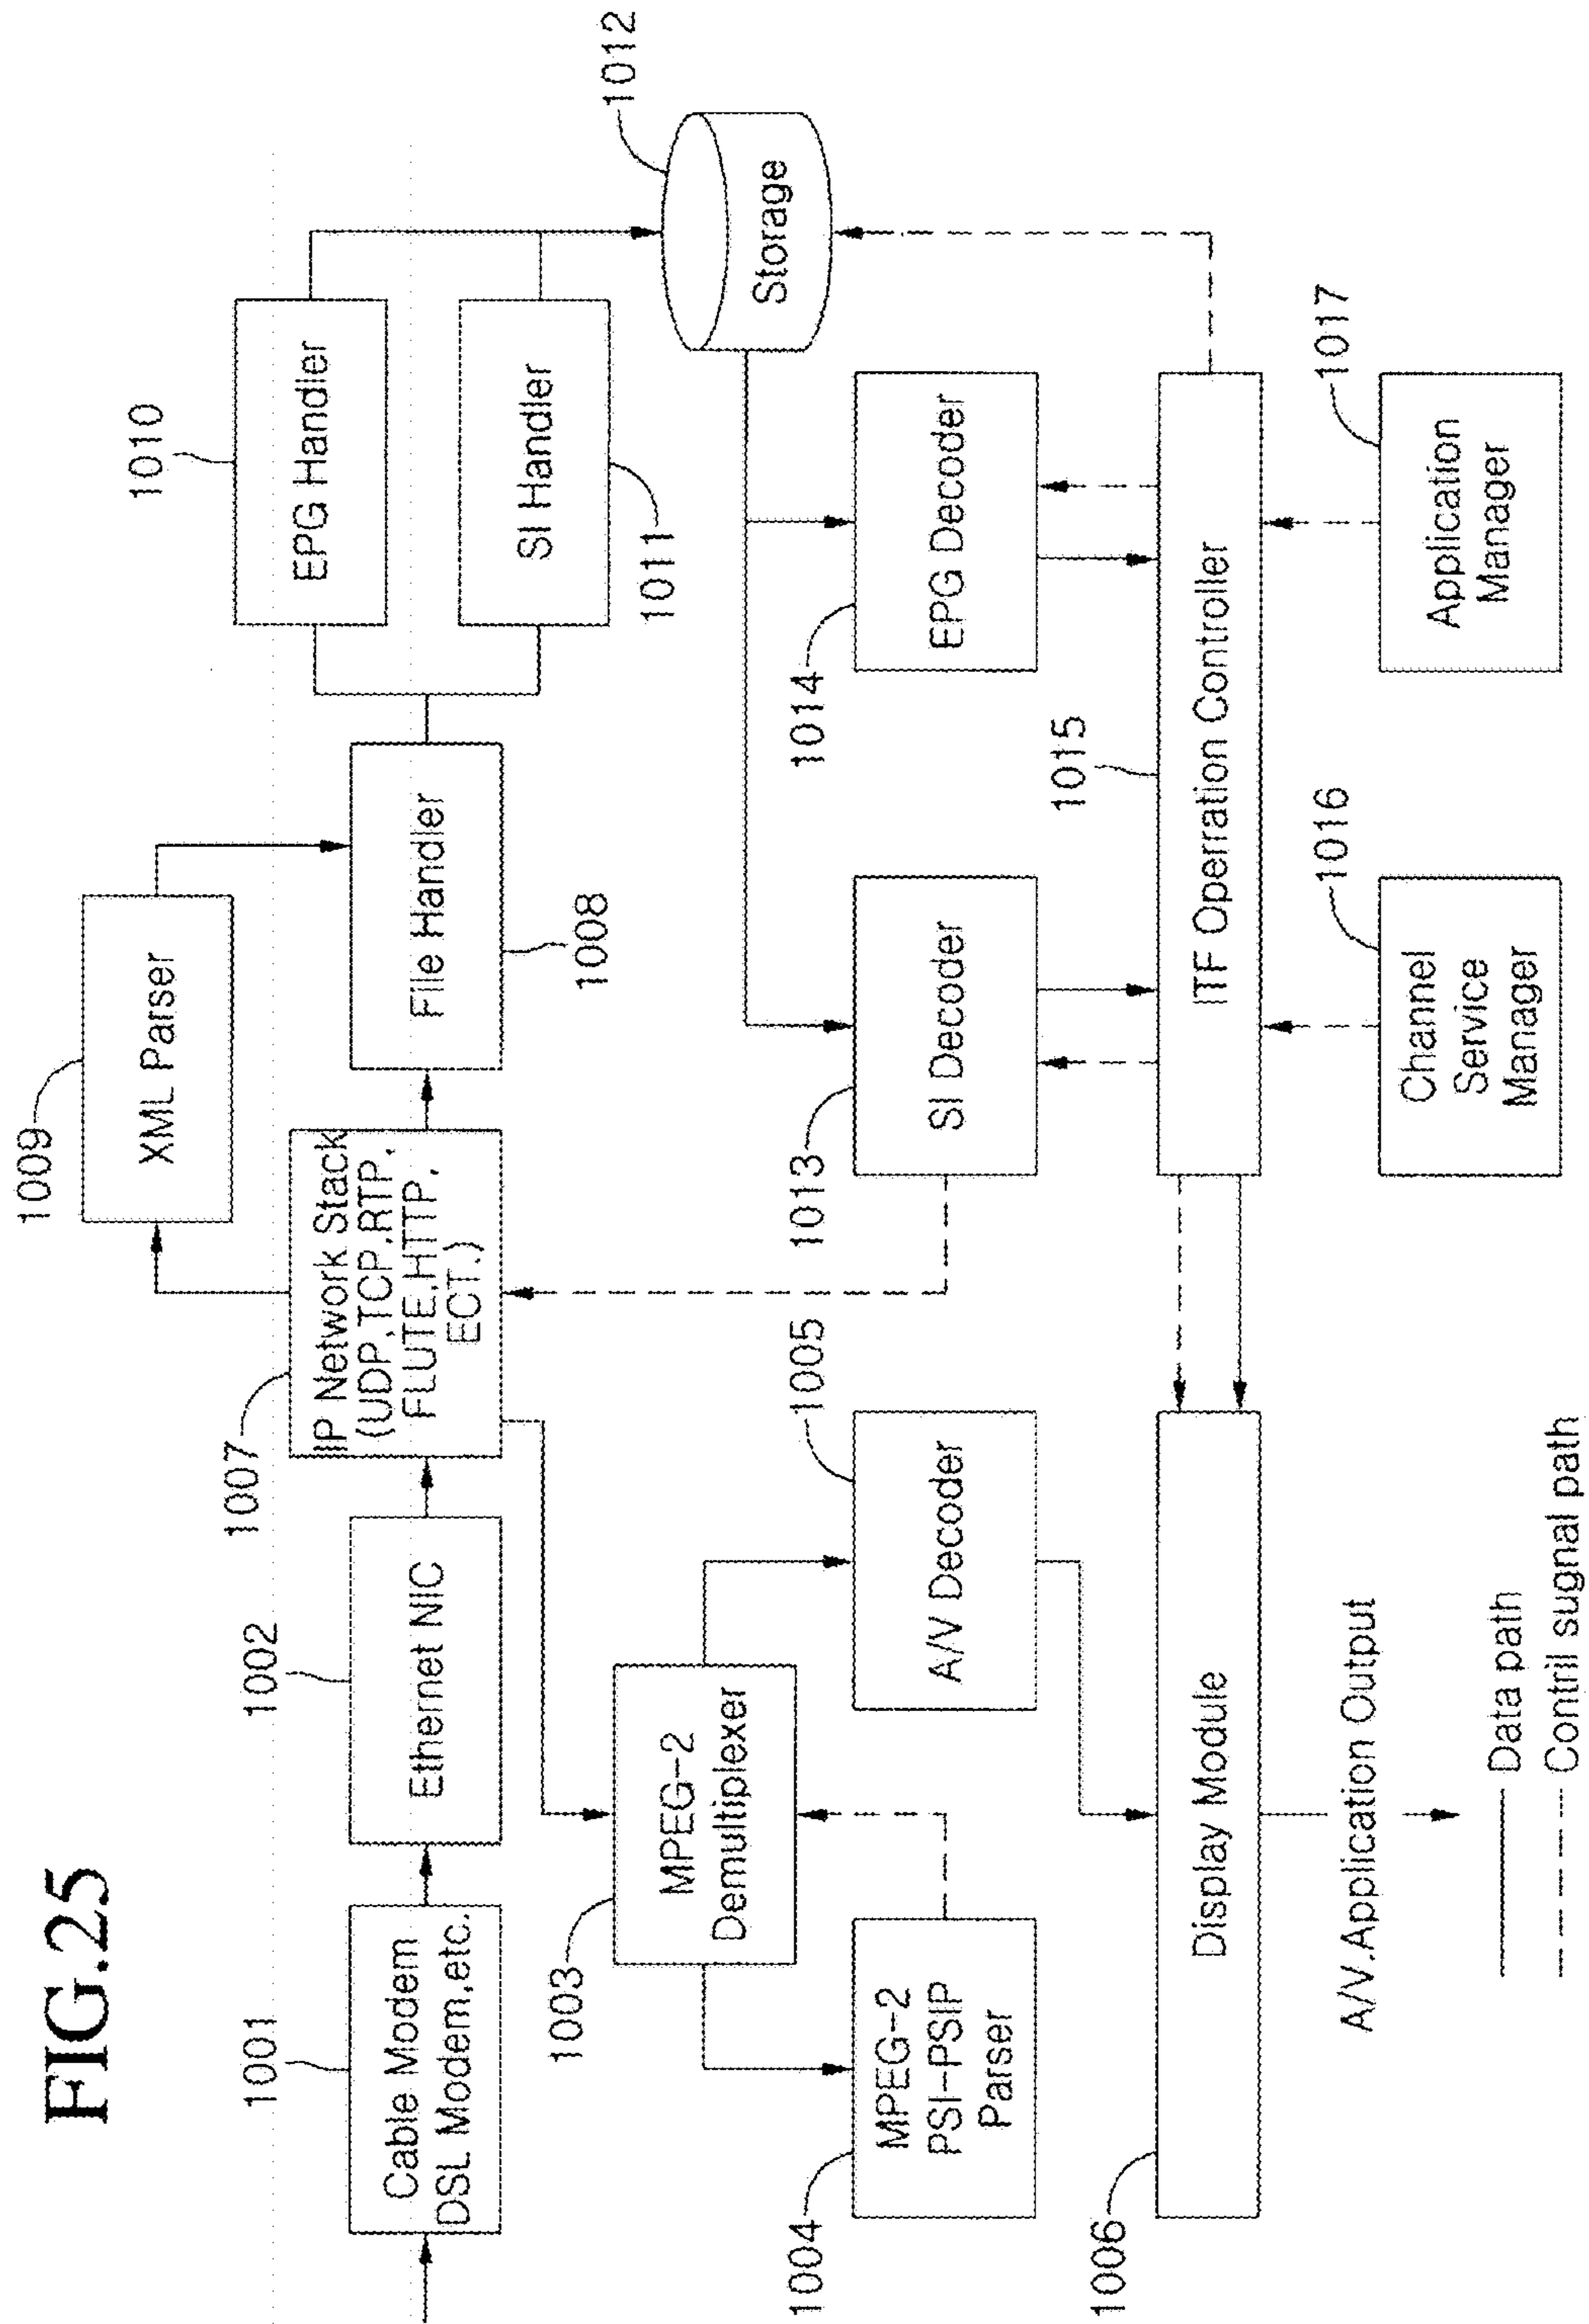 FIG.25
1001
Cable Modem
DSL Modem,etc.
1002
Ethernet NIC
1007
IP Network Stack
(UDP,TCP,RTP,
FLUTE,HTTP,
ECT.)
1009
XML Parser
File Handler
1008
1010
EPG Handler
SI Handler
1011
1012
Storage
1003
MPEG-2
Demultiplexer
1004
MPEG-2
PSI-PSIP
Parser
1005
A/V Decoder
1013
SI Decoder
1014
EPG Decoder
1006
Display Module
1015
ITF Operration Controller
1016
Channel
Service
Manager
1017
Application
Manager
A/V.Application Output
Data path
Contril sugnal path